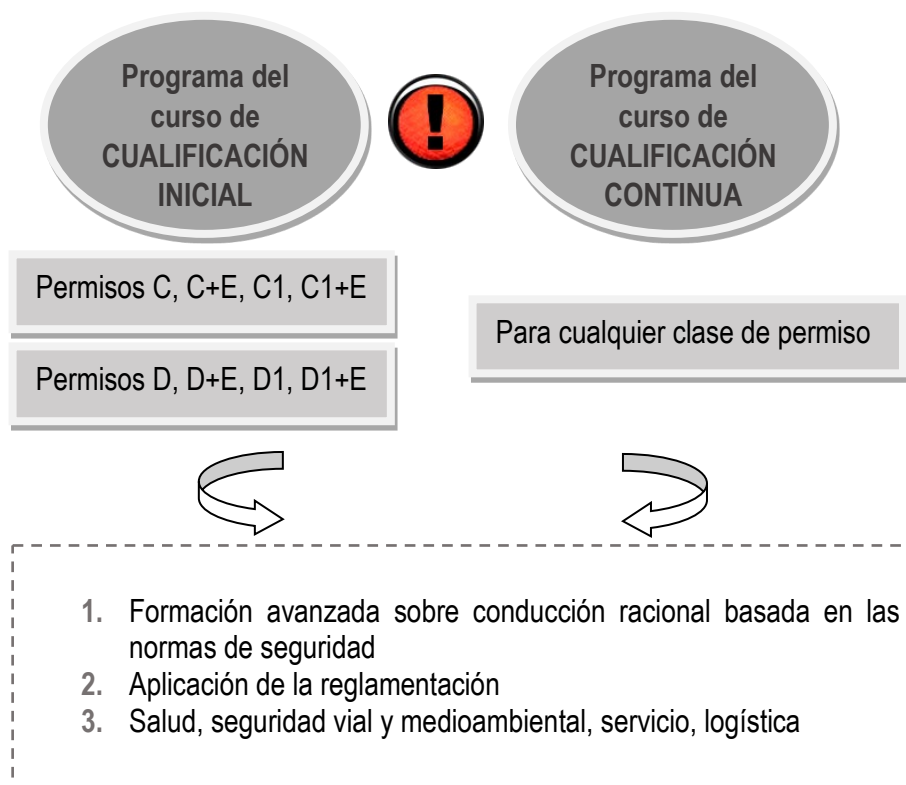 Programa del
curso de
CUALIFICACIÓN
INICIAL
!
Programa del
curso de
CUALIFICACIÓN
CONTINUA
Permisos C, C+E, C1, C1+E
Permisos D, D+E, D1, D1+E
Para cualquier clase de permiso
1. Formación avanzada sobre conducción racional basada en las
normas de seguridad
2. Aplicación de la reglamentación
3. Salud, seguridad vial y medioambiental, servicio, logística